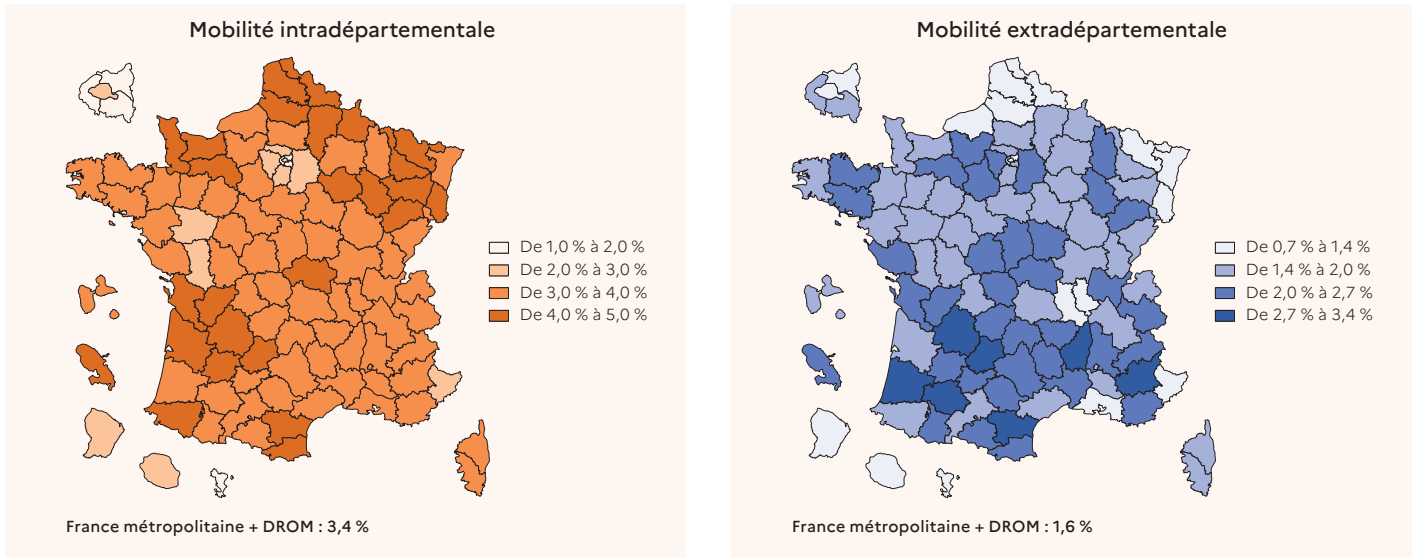 Mobilité intradépartementale
De 1,0 % à 2,0 %
De 2,0 % à 3,0 %
De 3,0 % à 4,0 %
De 4,0 % à 5,0 %
France métropolitaine + DROM : 3,4 %
Mobilité extradépartementale
De 0,7 % à 1,4 %
De 1,4 % à 2,0 %
De 2,0 % à 2,7 %
De 2,7 % à 3,4 %
France métropolitaine + DROM : 1,6 %